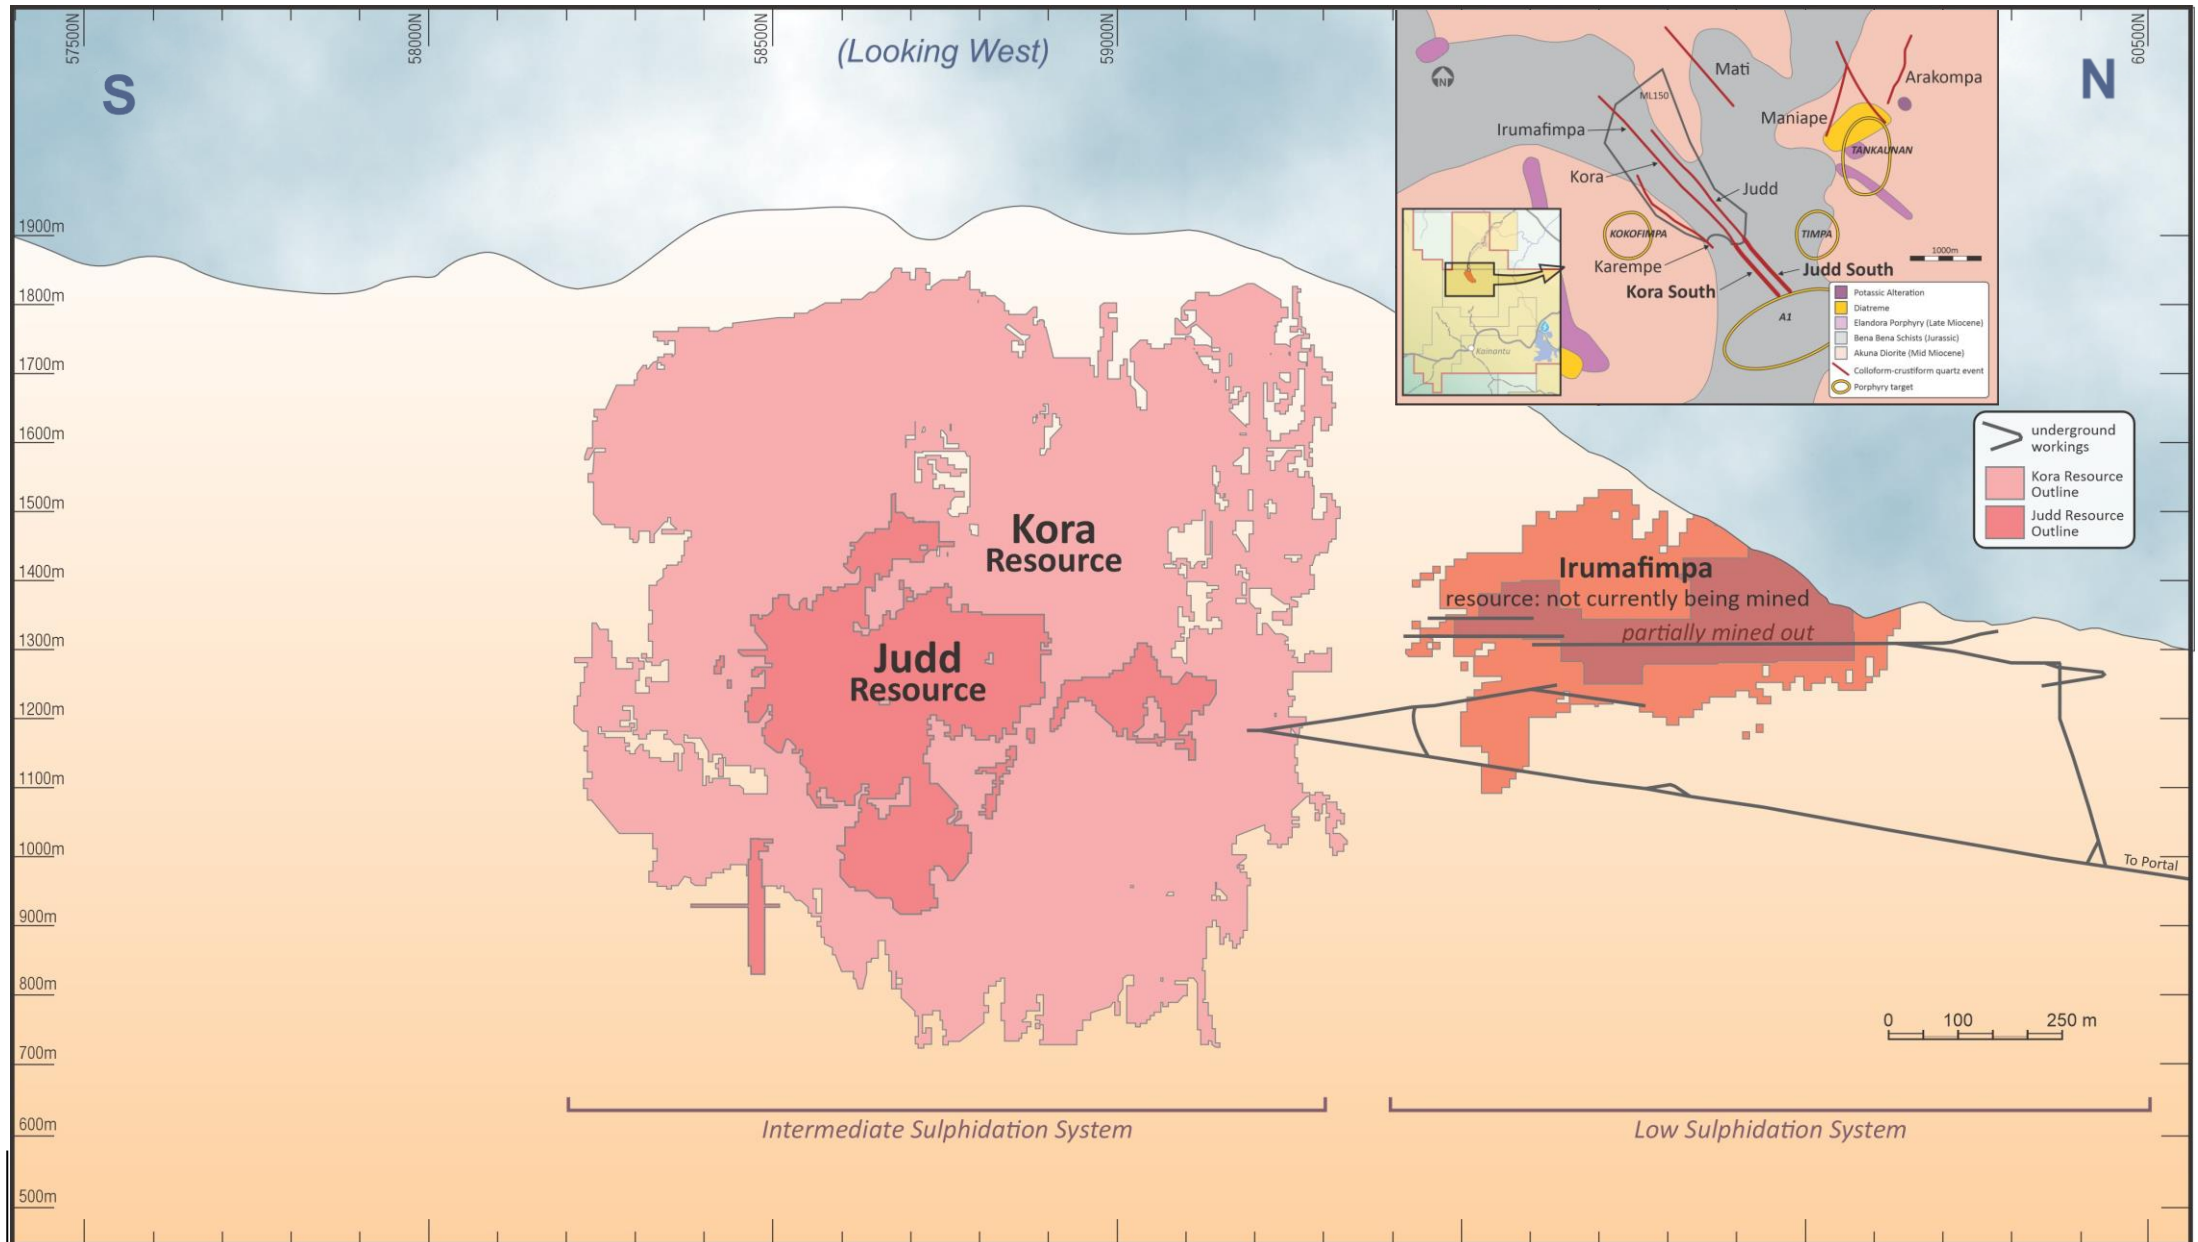 57500N
58000N
58500N
59000N
60500N
S
(Looking West)
N
1900m
1800m
1700m
1600m
1500m
1400m
1300m
1200m
1100m
1000m
900m
800m
700m
600m
500m
Mati
Arakompa
ML150
Maniape
Irumafimpa
TANKAUNAN
N
Kora
Judd
KOKOFIMPA
TIMPA
1000m
Karempe
Judd South
Kora South
A1
Kainantu
Potassic Alteration
Diatreme
Elandora Porphyry (Late Miocene)
Bena Bena Schists (Jurassic)
Akuna Diorite (Mid Miocene)
Colloform-crustiform quartz event
Porphyry target
underground
workings
Kora Resource
Outline
Judd Resource
Outline
Kora
Resource
Judd
Resource
Irumafimpa
resource: not currently being mined
partially mined out
To Portal
0 100 250 m
Intermediate Sulphidation System
Low Sulphidation System